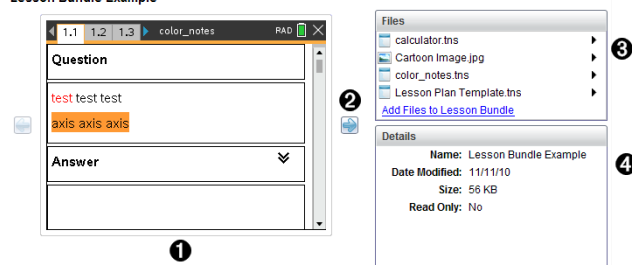 Lesson Bundle Example
1.1 1.2 1.3 color_notes RAD
Question
test test test
axis axis axis
Answer
❶
❷
Files
calculator.tns
Cartoon Image.jpg
color_notes.tns
Lesson Plan Template.tns
Add Files to Lesson Bundle
❸
Details
Name: Lesson Bundle Example
Date Modified: 11/11/10
Size: 56 KB
Read Only: No
❹